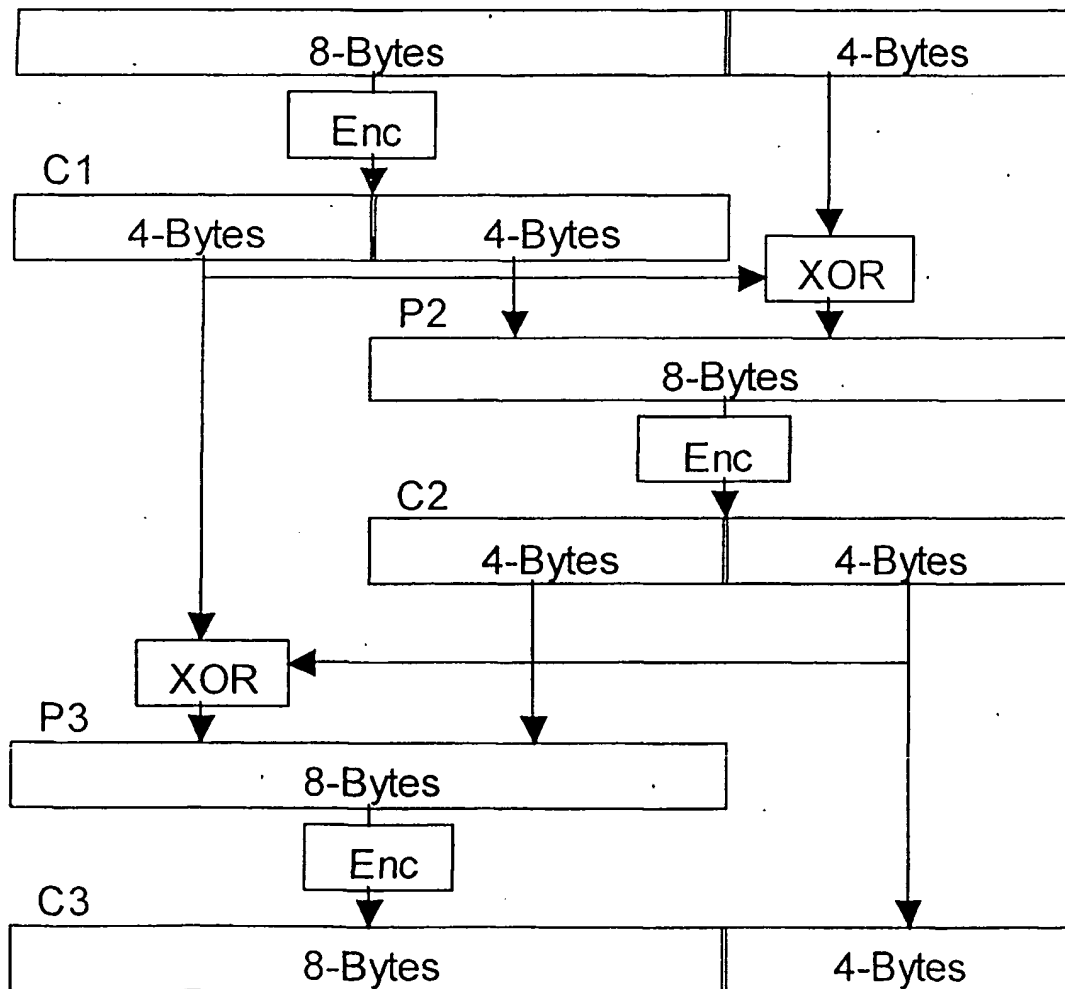 8-Bytes 4-Bytes
Enc
C1
4-Bytes 4-Bytes
XOR
P2
8-Bytes
Enc
C2
4-Bytes 4-Bytes
XOR
P3
8-Bytes
Enc
C3
8-Bytes 4-Bytes